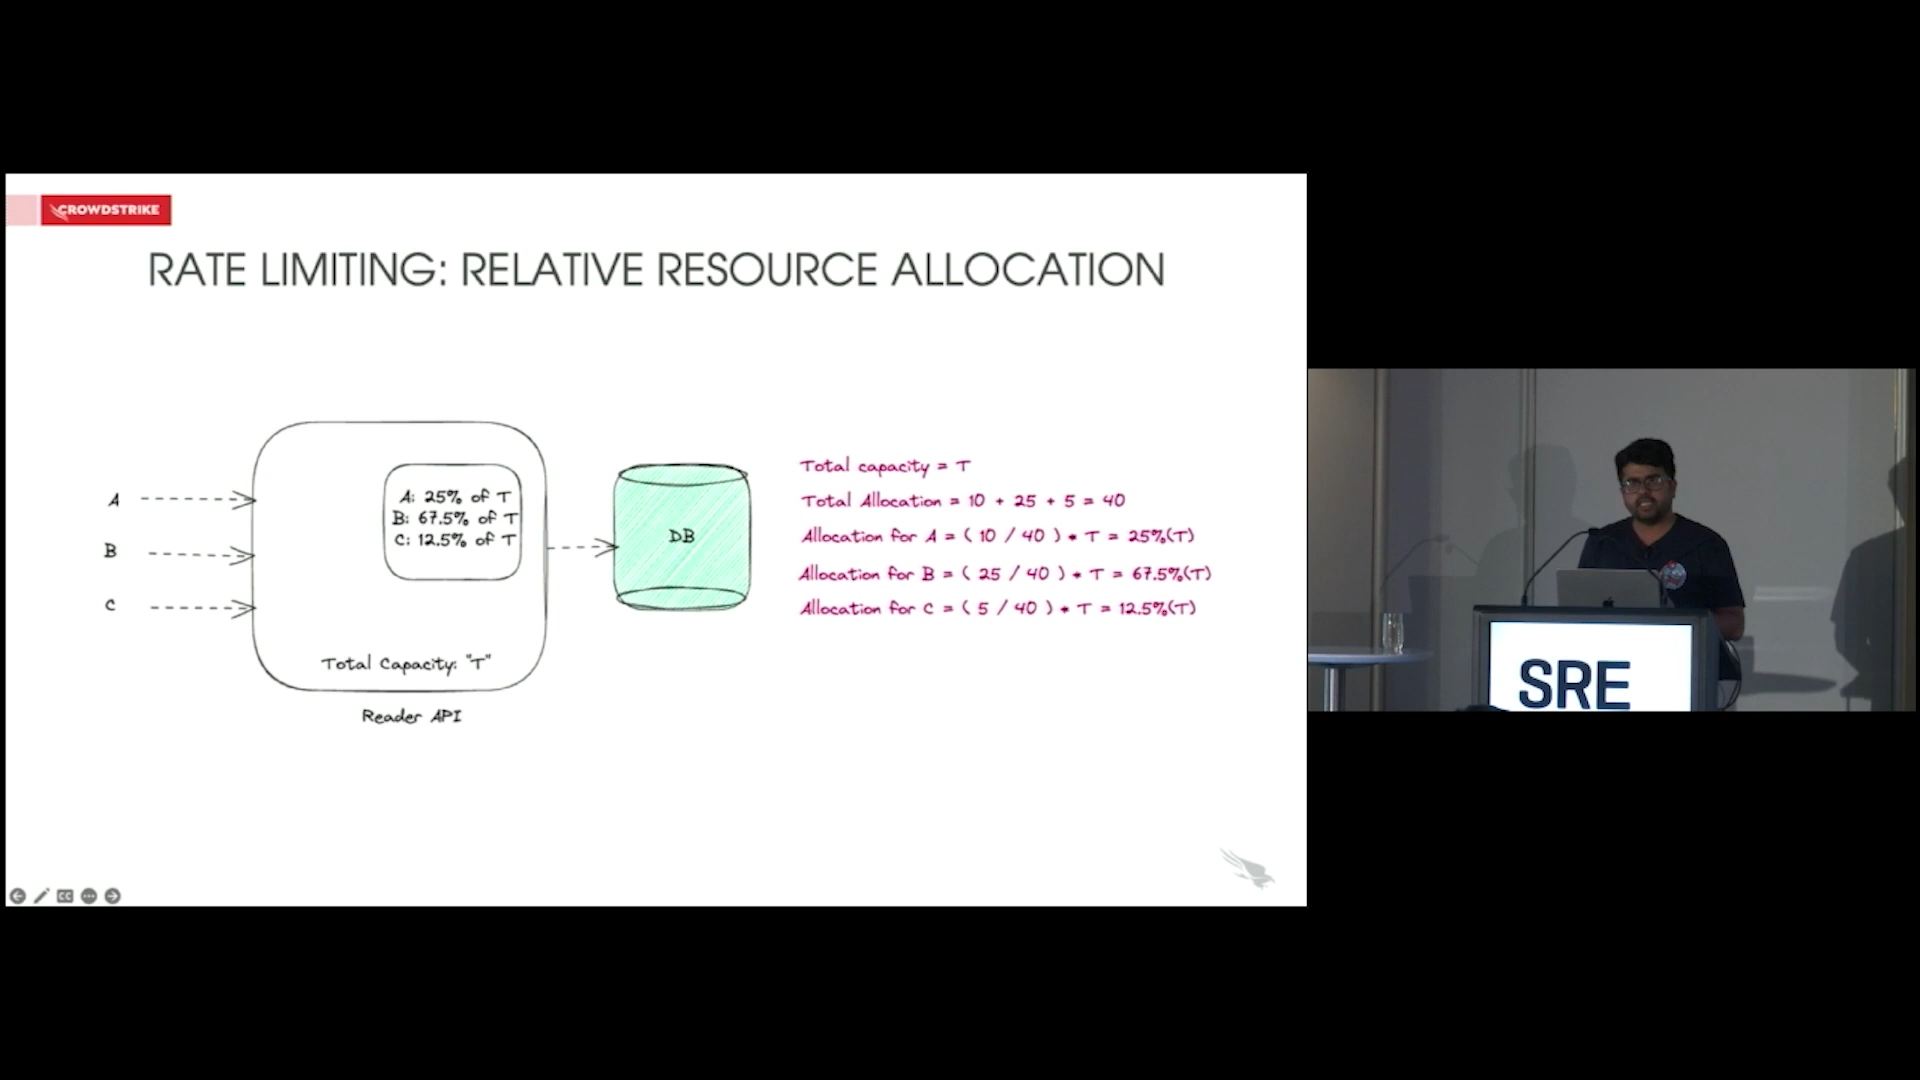 CROWDSTRIKE
RATE LIMITING: RELATIVE RESOURCE ALLOCATION
A
B
C
A: 25% of T
B: 67.5% of T
C: 12.5% of T
Total Capacity: "T"
Reader API
DB
Total capacity = T
Total Allocation = 10 + 25 + 5 = 40
Allocation for A = ( 10 / 40 ) * T = 25%(T)
Allocation for B = ( 25 / 40 ) * T = 67.5%(T)
Allocation for C = ( 5 / 40 ) * T = 12.5%(T)
CC
SRE